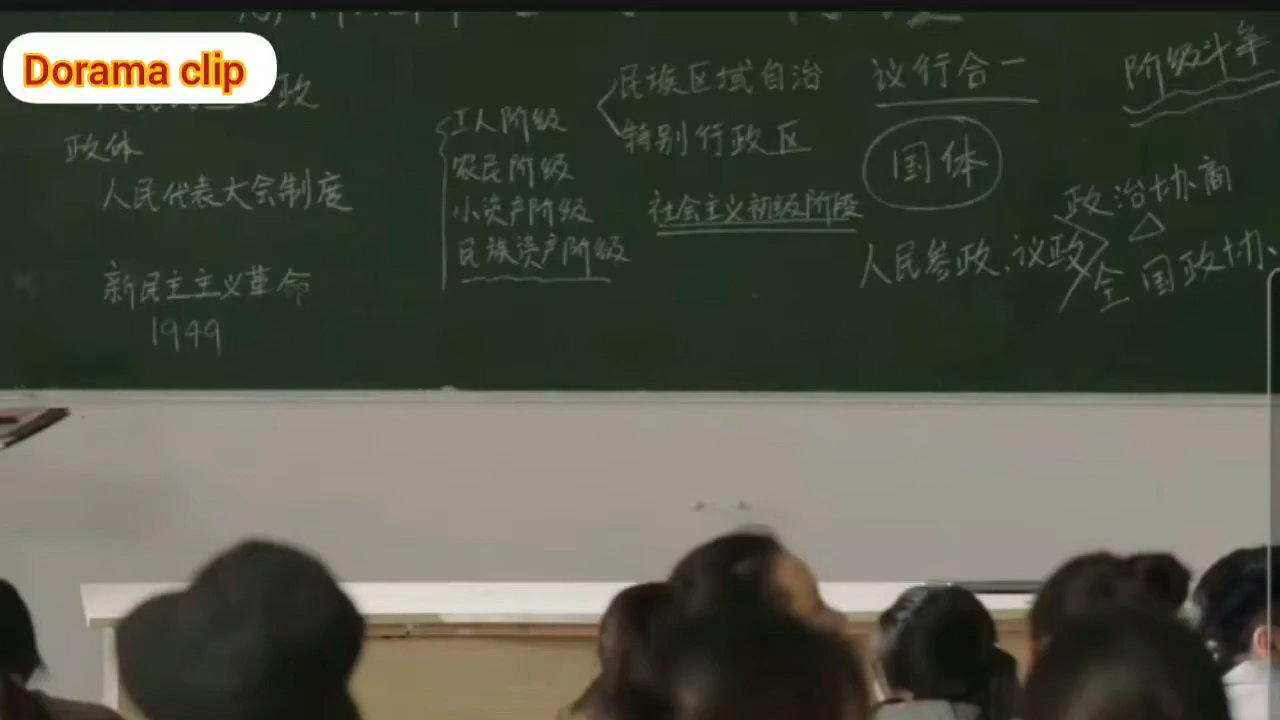 Dorama clip
政
政体
人民代表大会制度
新民主主义革命
1949
工人阶级
农民阶级
小资产阶级
民族资产阶级
民族区域自治
特别行政区
社会主义初级阶段
议行合一
国体
人民参政、议政
阶级斗争
政治协商
全国政协